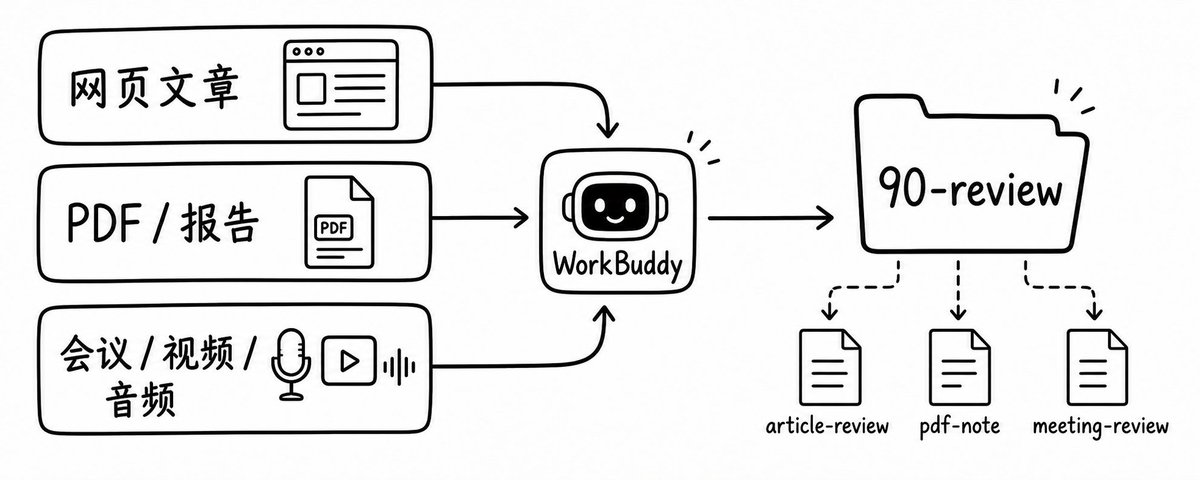 网页文章
PDF / 报告
PDF
会议 / 视频 /
音频
WorkBuddy
90-review
article-review
pdf-note
meeting-review